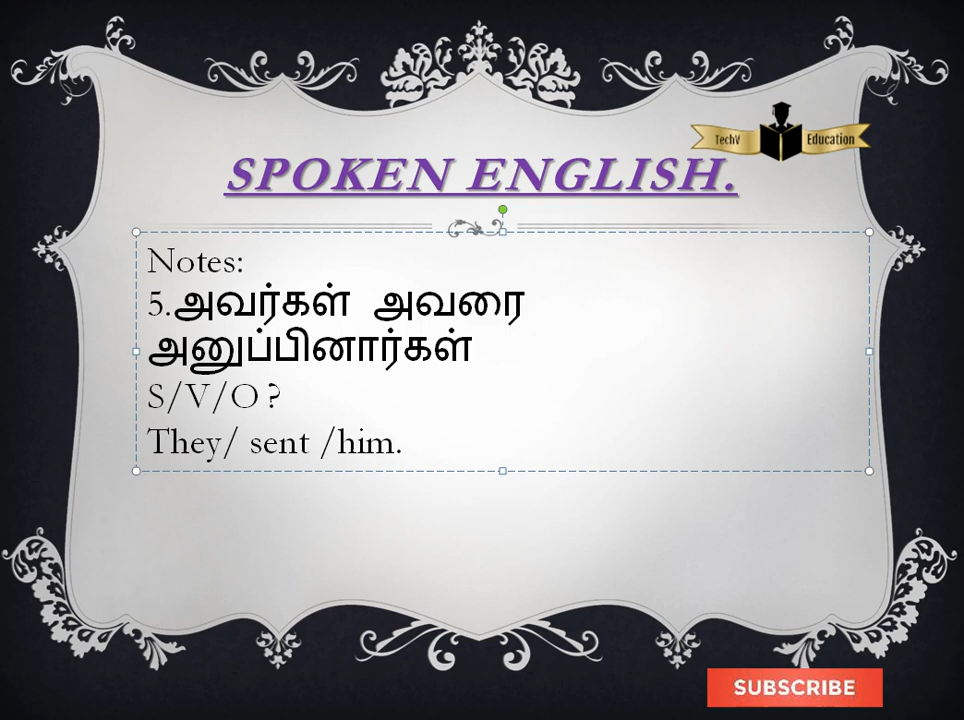 TechV Education
SPOKEN ENGLISH.
Notes:
5.அவர்கள் அவரை
அனுப்பினார்கள்
S/V/O ?
They/ sent /him.
SUBSCRIBE